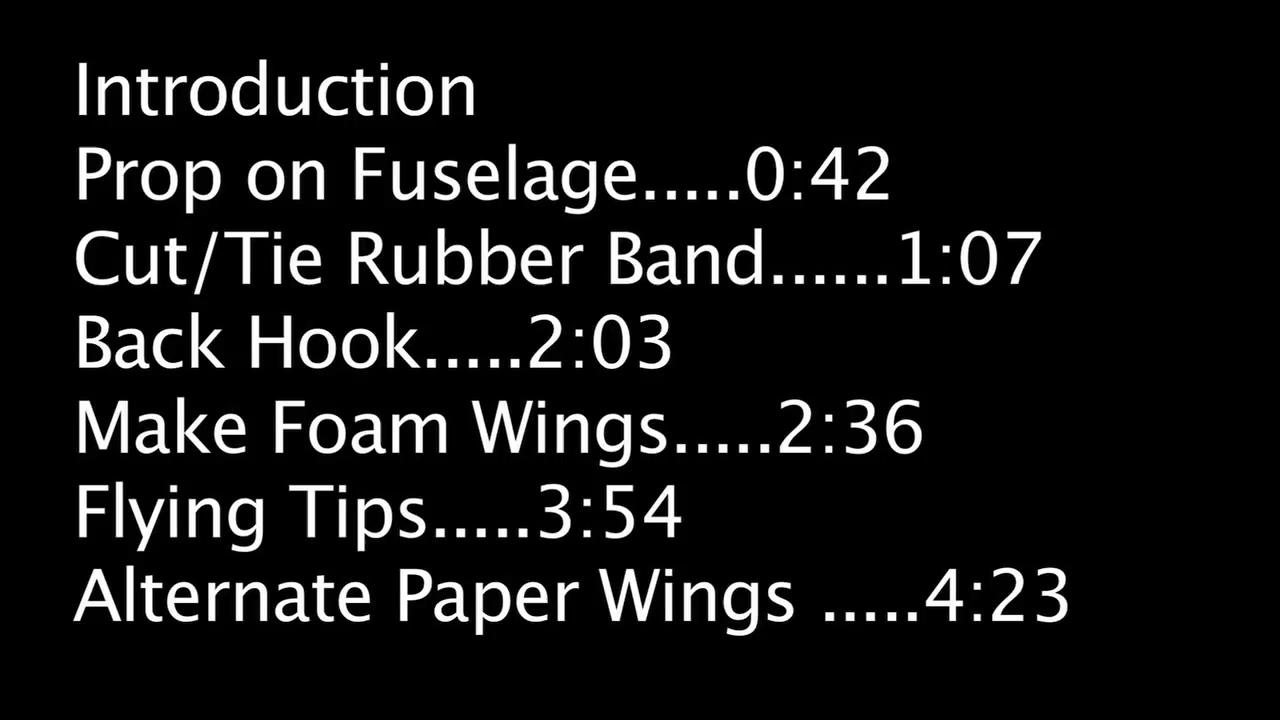 Introduction
Prop on Fuselage.....0:42
Cut/Tie Rubber Band......1:07
Back Hook.....2:03
Make Foam Wings.....2:36
Flying Tips.....3:54
Alternate Paper Wings .....4:23